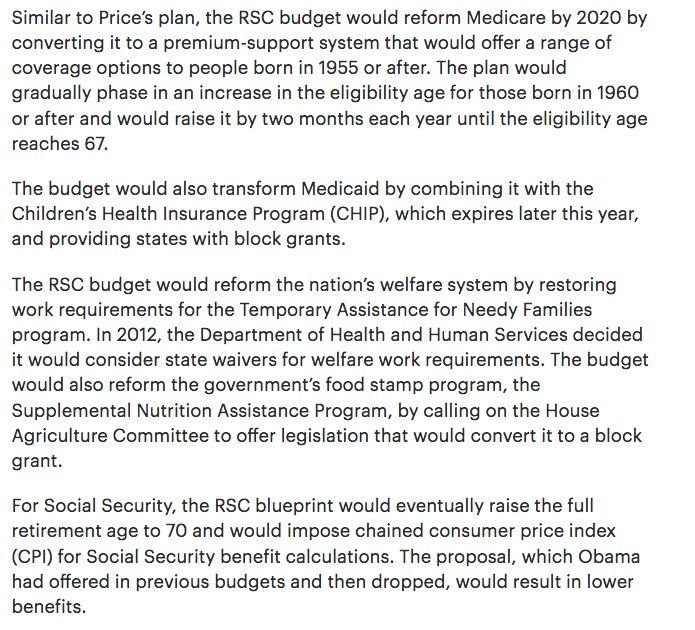 Similar to Price’s plan, the RSC budget would reform Medicare by 2020 by
converting it to a premium-support system that would offer a range of
coverage options to people born in 1955 or after. The plan would
gradually phase in an increase in the eligibility age for those born in 1960
or after and would raise it by two months each year until the eligibility age
reaches 67.
The budget would also transform Medicaid by combining it with the
Children’s Health Insurance Program (CHIP), which expires later this year,
and providing states with block grants.
The RSC budget would reform the nation’s welfare system by restoring
work requirements for the Temporary Assistance for Needy Families
program. In 2012, the Department of Health and Human Services decided
it would consider state waivers for welfare work requirements. The budget
would also reform the government’s food stamp program, the
Supplemental Nutrition Assistance Program, by calling on the House
Agriculture Committee to offer legislation that would convert it to a block
grant.
For Social Security, the RSC blueprint would eventually raise the full
retirement age to 70 and would impose chained consumer price index
(CPI) for Social Security benefit calculations. The proposal, which Obama
had offered in previous budgets and then dropped, would result in lower
benefits.